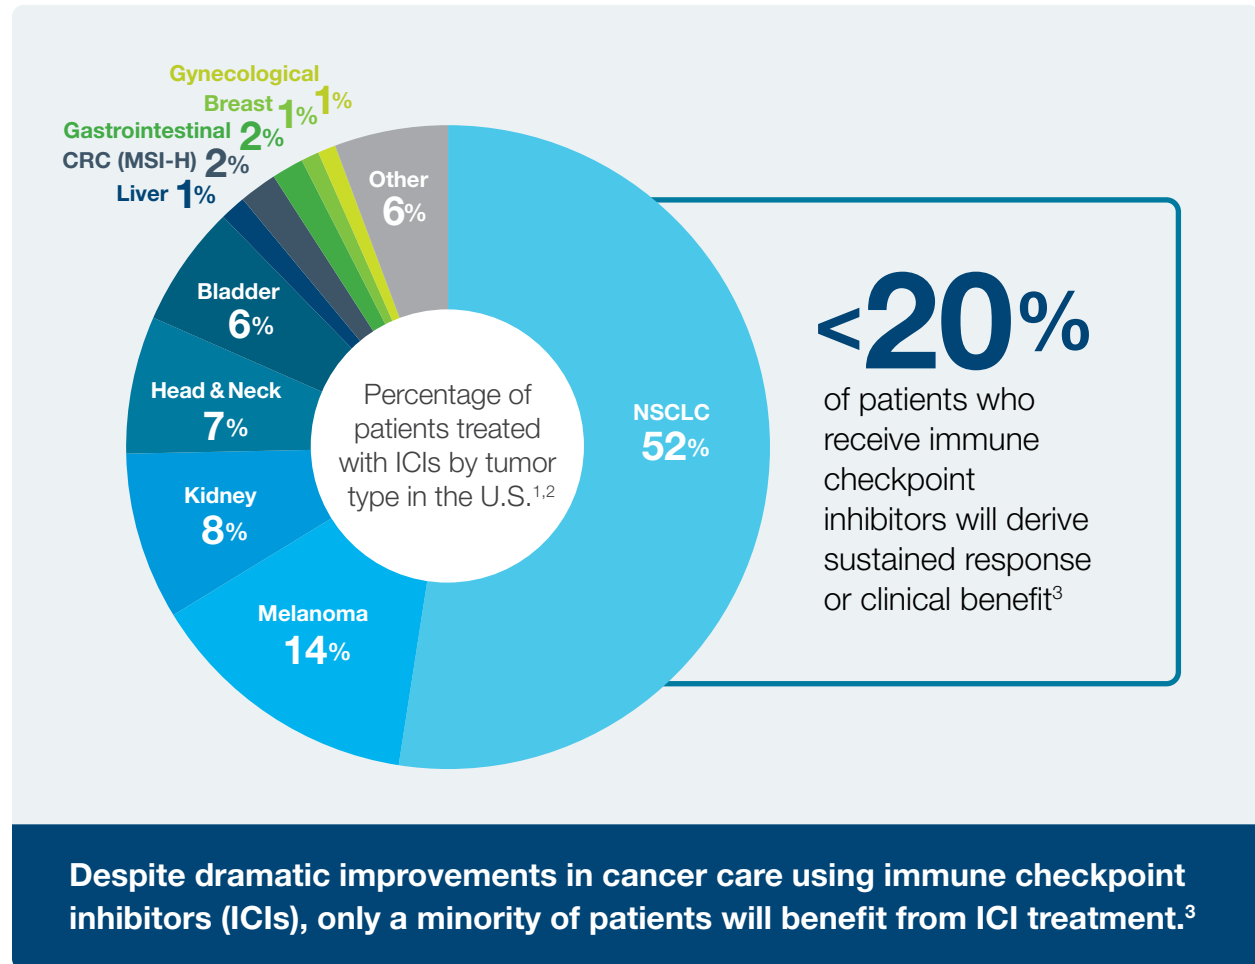 Gynecological 1%
Breast 1%
Gastrointestinal 2%
CRC (MSI-H) 2%
Liver 1%
Other
6%
Bladder
6%
Head & Neck
7%
Kidney
8%
Melanoma
14%
NSCLC
52%
Percentage of
patients treated
with ICIs by tumor
type in the U.S.1,2
<20%
of patients who
receive immune
checkpoint
inhibitors will derive
sustained response
or clinical benefit3
Despite dramatic improvements in cancer care using immune checkpoint
inhibitors (ICIs), only a minority of patients will benefit from ICI treatment.3